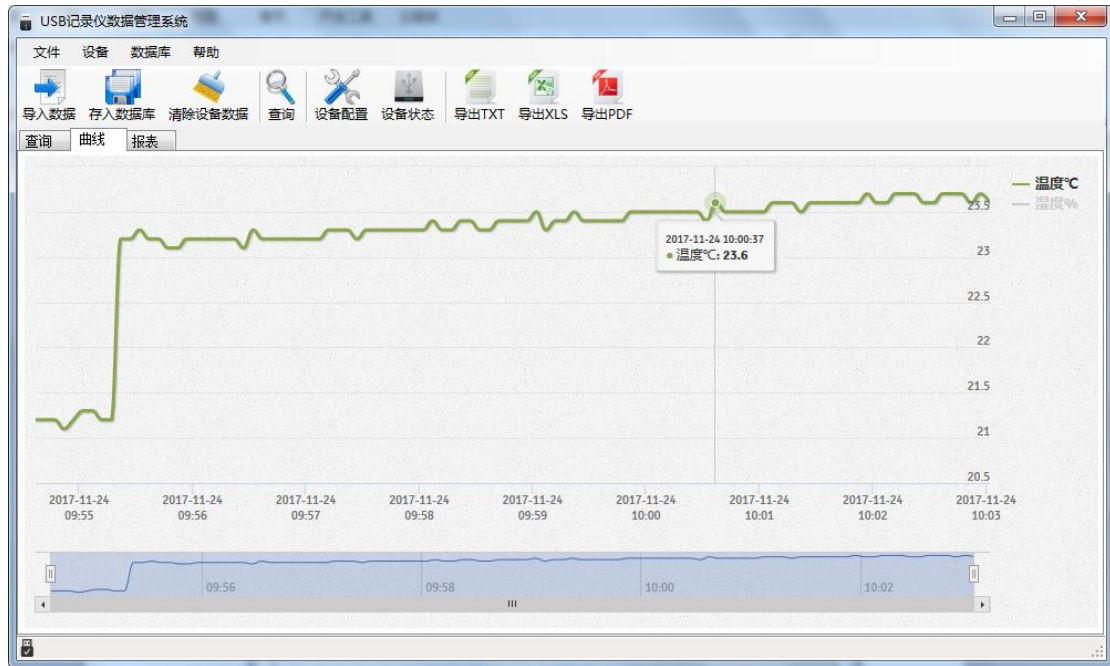 USB记录仪数据管理系统
文件 设备 数据库 帮助
导入数据 存入数据库 清除设备数据 查询 设备配置 设备状态 导出TXT 导出XLS 导出PDF
查询 曲线 报表
温度℃
湿度%
23.5
2017-11-24 10:00:37
温度℃: 23.6
23
22.5
22
21.5
21
20.5
2017-11-24 2017-11-24 2017-11-24 2017-11-24 2017-11-24 2017-11-24 2017-11-24 2017-11-24 2017-11-24
09:55 09:56 09:57 09:58 09:59 10:00 10:01 10:02 10:03
09:56 09:58 10:00 10:02